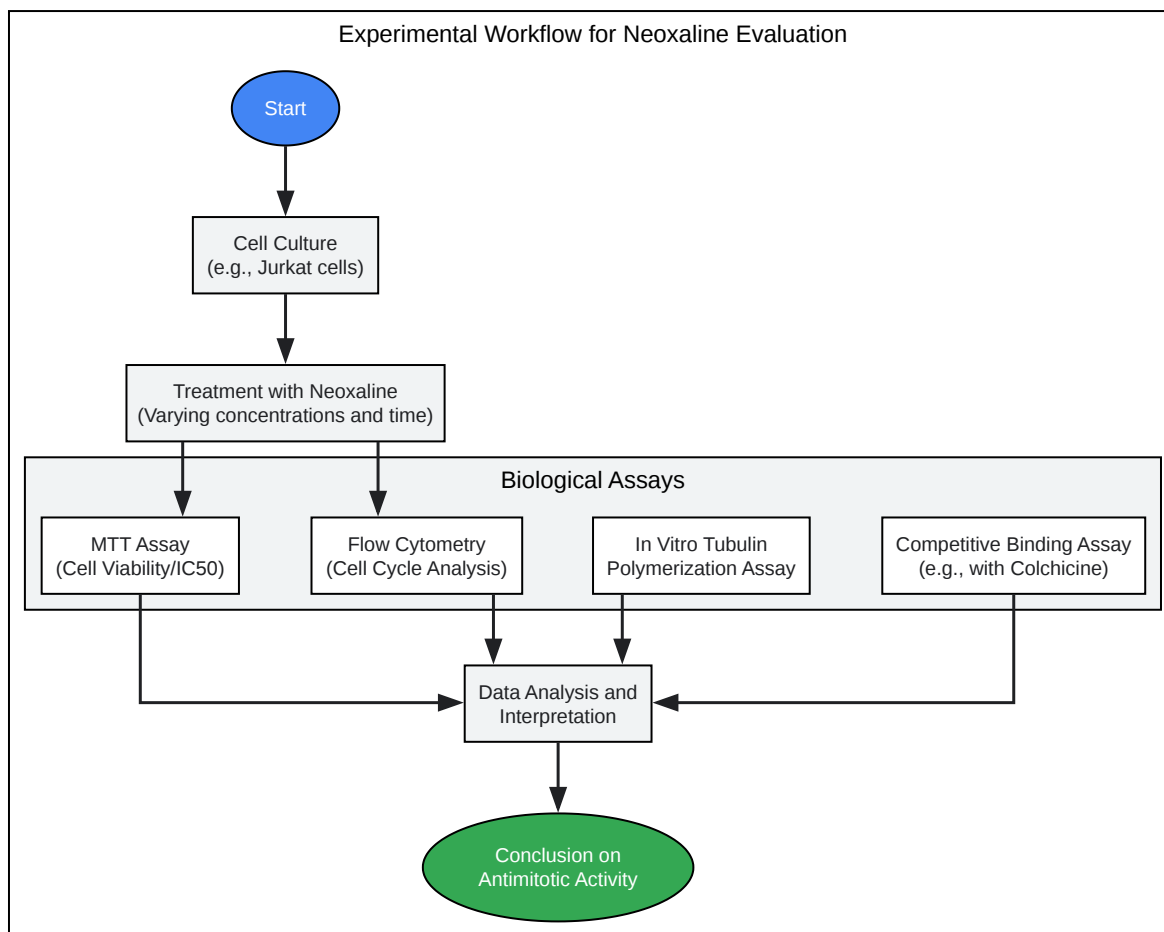 Experimental Workflow for Neoxaline Evaluation
Start
Cell Culture
(e.g., Jurkat cells)
Treatment with Neoxaline
(Varying concentrations and time)
Biological Assays
MTT Assay
(Cell Viability/IC50)
Flow Cytometry
(Cell Cycle Analysis)
In Vitro Tubulin
Polymerization Assay
Competitive Binding Assay
(e.g., with Colchicine)
Data Analysis and
Interpretation
Conclusion on
Antimitotic Activity